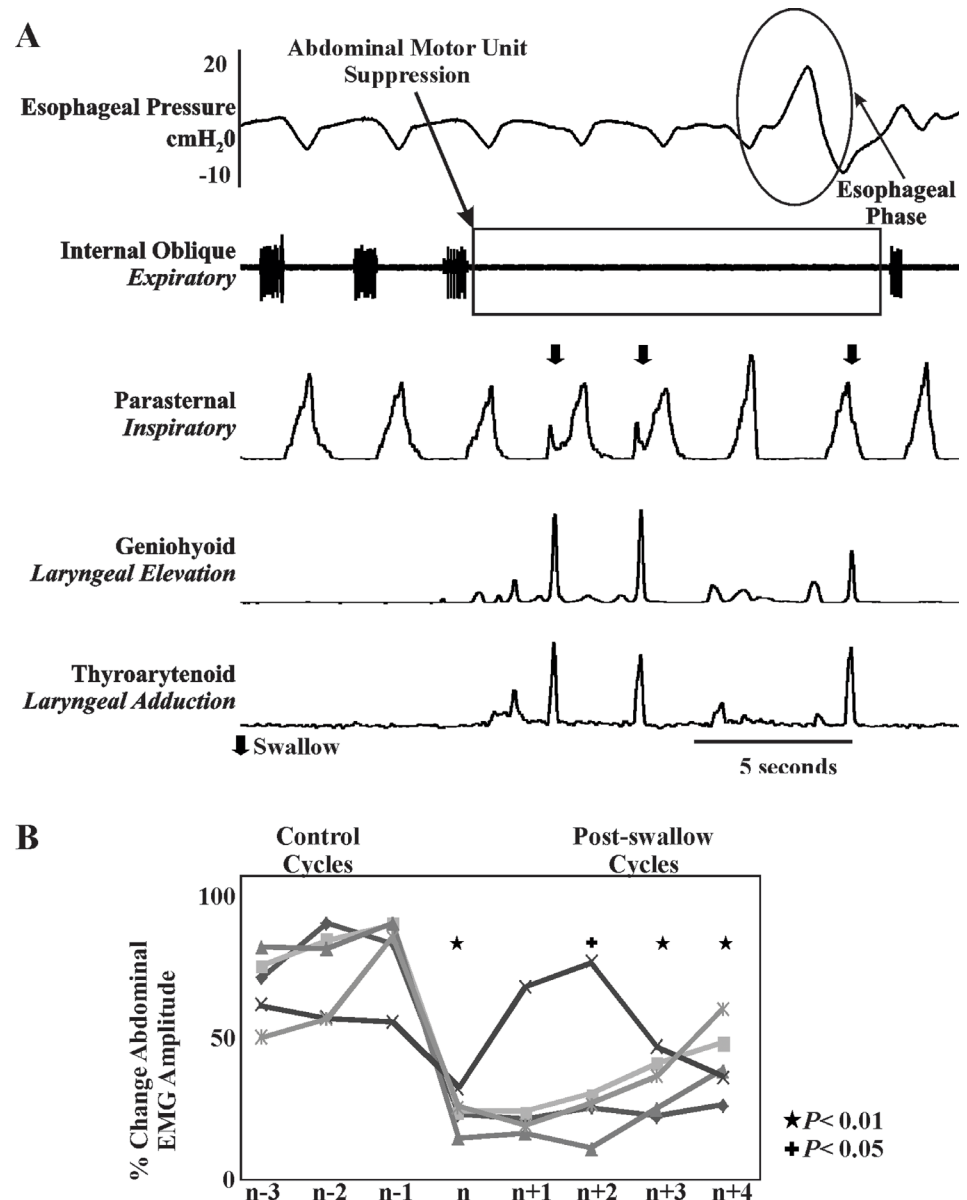 A
Abdominal Motor Unit
Suppression
20
Esophageal Pressure
cmH₂0
-10
Esophageal
Phase
Internal Oblique
Expiratory
Parasternal
Inspiratory
Geniohyoid
Laryngeal Elevation
Thyroarytenoid
Laryngeal Adduction
Swallow
5 seconds
B
Control
Cycles
Post-swallow
Cycles
% Change Abdominal
EMG Amplitude
100
50
0
n-3 n-2 n-1 n n+1 n+2 n+3 n+4
★P< 0.01
✚P< 0.05